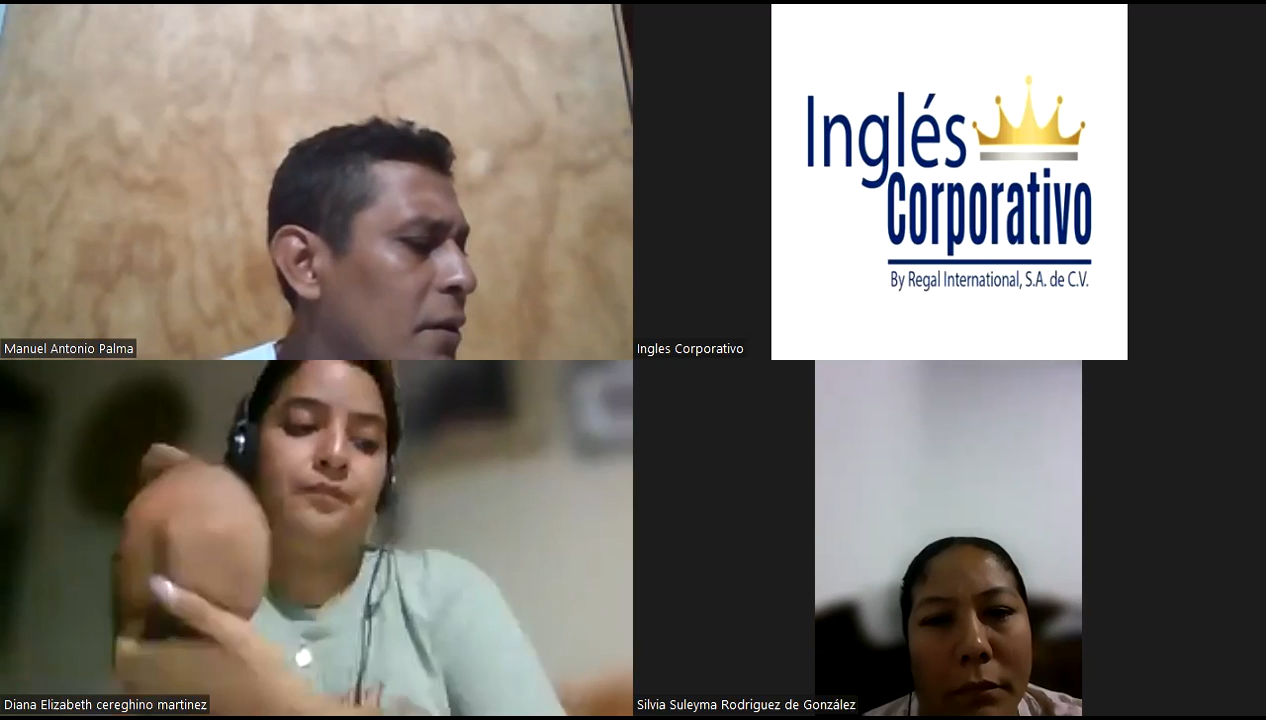 Inglés
Corporativo
By Regal International, S.A. de C.V.
Manuel Antonio Palma
Ingles Corporativo
Diana Elizabeth cereghino martinez
Silvia Suleyma Rodriguez de González